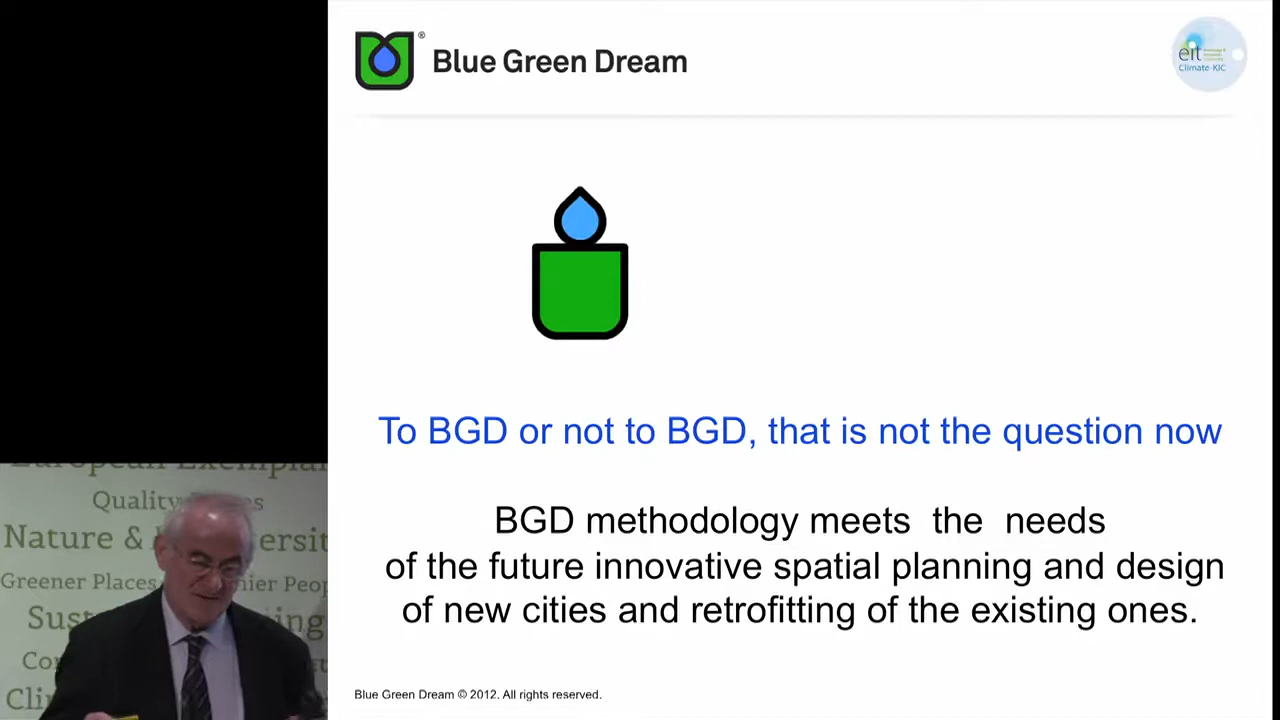 Blue Green Dream ®
eit
Climate-KIC
To BGD or not to BGD, that is not the question now
BGD methodology meets the needs
of the future innovative spatial planning and design
of new cities and retrofitting of the existing ones.
Blue Green Dream © 2012. All rights reserved.
European
Quality
Nature &
Greener Places